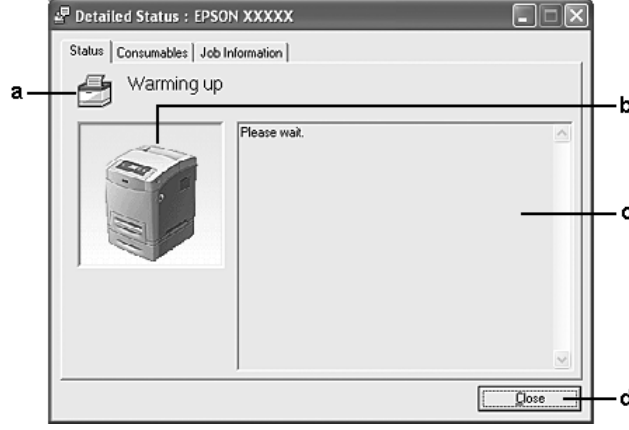 Detailed Status : EPSON XXXXX
Status Consumables Job Information
a
Warming up
b
Please wait.
c
Close
d